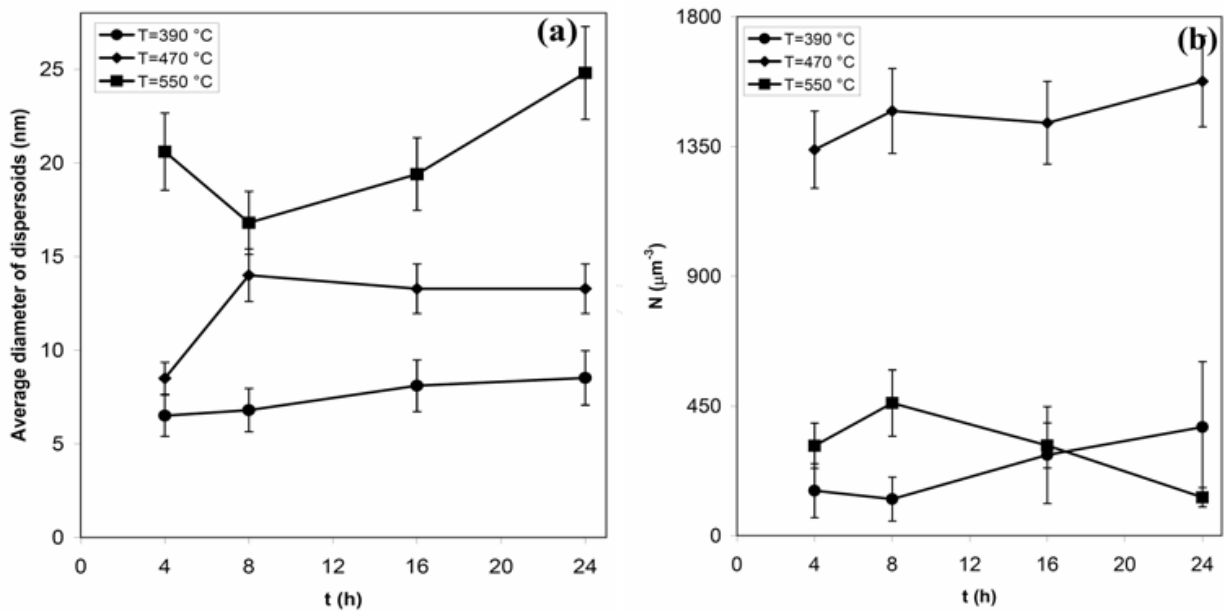 (a)
T=390 °C
T=470 °C
T=550 °C
Average diameter of dispersoids (nm)
25
20
15
10
5
0
0 4 8 12 16 20 24
t (h)
(b)
T=390 °C
T=470 °C
T=550 °C
N (μm⁻³)
1800
1350
900
450
0
0 4 8 12 16 20 24
t (h)